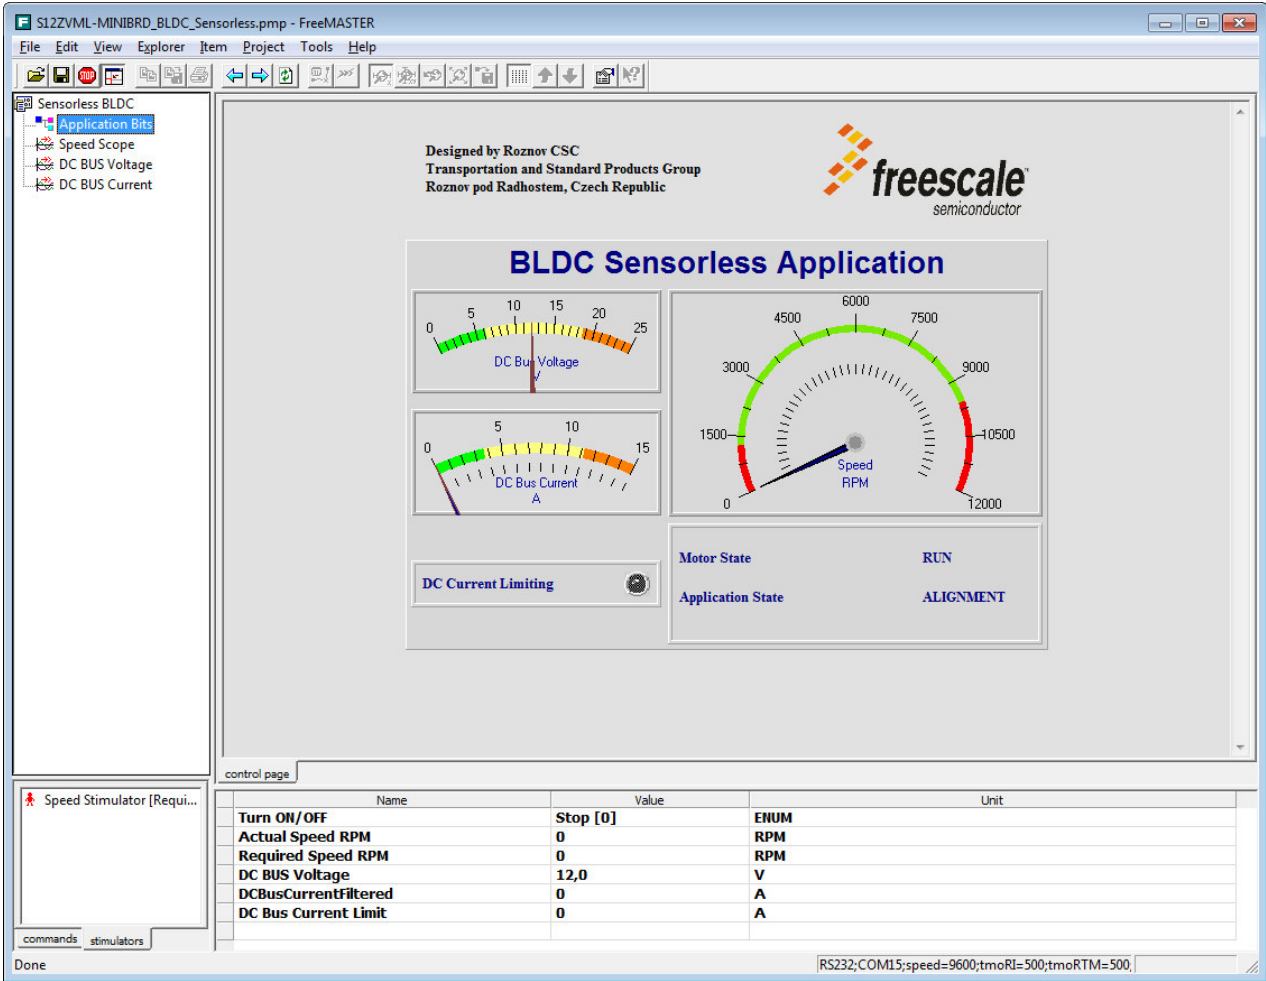 S12ZVML-MINIBRD_BLDC_Sensorless.pmp - FreeMASTER
File Edit View Explorer Item Project Tools Help
Sensorless BLDC
Application Bits
Speed Scope
DC BUS Voltage
DC BUS Current
Designed by Roznov CSC
Transportation and Standard Products Group
Roznov pod Radhostem, Czech Republic
freescale
semiconductor
BLDC Sensorless Application
0 5 10 15 20 25
DC Bus Voltage
V
0 5 10 15
DC Bus Current
A
0 1500 3000 4500 6000 7500 9000 10500 12000
Speed
RPM
DC Current Limiting
Motor State RUN
Application State ALIGNMENT
control page
Speed Stimulator [Requi...
commands stimulators
Name Value Unit
Turn ON/OFF Stop [0] ENUM
Actual Speed RPM 0 RPM
Required Speed RPM 0 RPM
DC BUS Voltage 12,0 V
DCBusCurrentFiltered 0 A
DC Bus Current Limit 0 A
Done
RS232;COM15;speed=9600;tmoRI=500;tmoRTM=500;